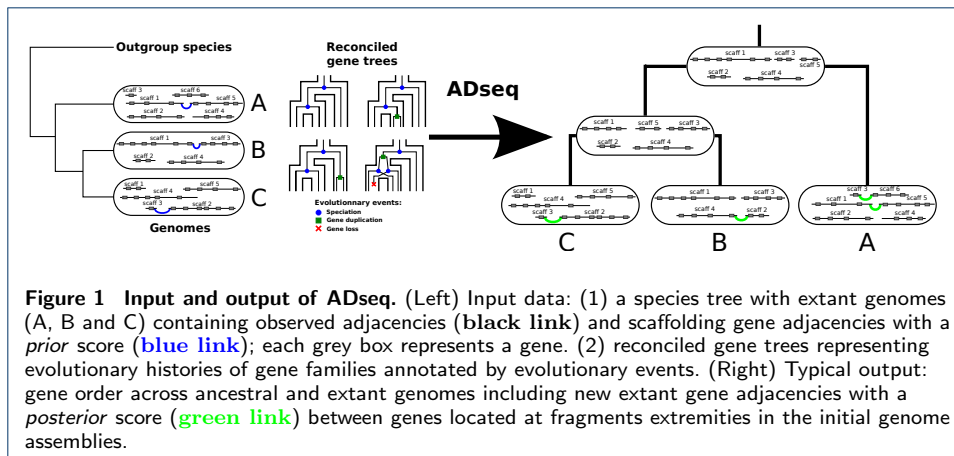 Outgroup species
Reconciled
gene trees
ADseq
scaff 3
scaff 6
scaff 1
scaff 5
scaff 2
scaff 4
A
scaff 1
scaff 3
scaff 2
scaff 4
B
scaff 1
scaff 5
scaff 4
scaff 3
scaff 2
C
Genomes
Evolutionnary events:
Speciation
Gene duplication
Gene loss
scaff 1
scaff 3
scaff 5
scaff 2
scaff 4
scaff 1
scaff 5
scaff 3
scaff 2
scaff 4
scaff 1
scaff 5
scaff 4
scaff 3
scaff 2
C
scaff 1
scaff 3
scaff 4
scaff 2
B
scaff 3
scaff 6
scaff 1
scaff 5
scaff 2
scaff 4
A
Figure 1 Input and output of ADseq. (Left) Input data: (1) a species tree with extant genomes
(A, B and C) containing observed adjacencies (black link) and scaffolding gene adjacencies with a
prior score (blue link); each grey box represents a gene. (2) reconciled gene trees representing
evolutionary histories of gene families annotated by evolutionary events. (Right) Typical output:
gene order across ancestral and extant genomes including new extant gene adjacencies with a
posterior score (green link) between genes located at fragments extremities in the initial genome
assemblies.